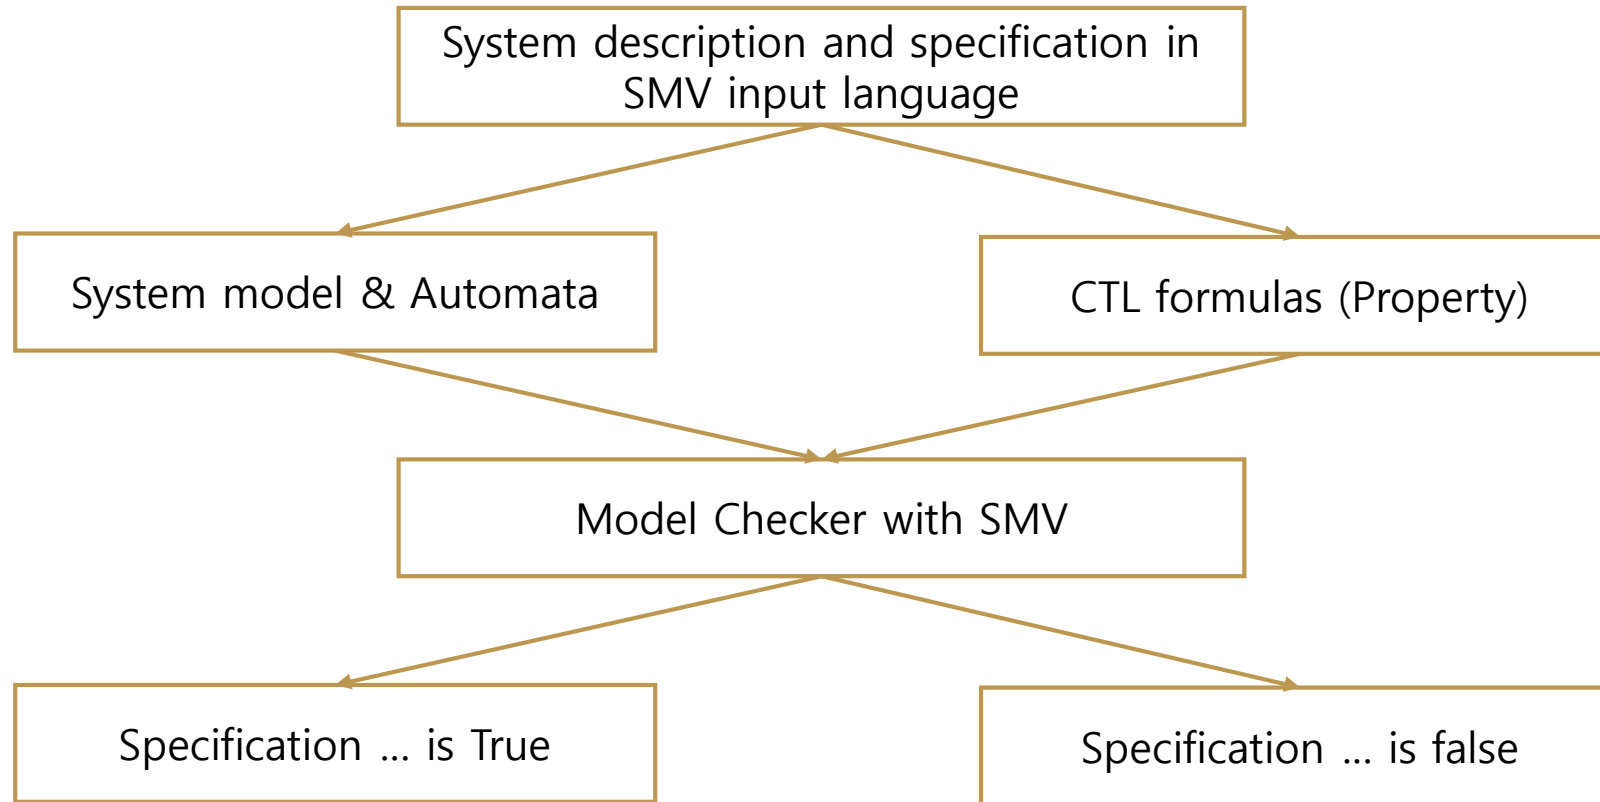 System description and specification in
SMV input language
System model & Automata
CTL formulas (Property)
Model Checker with SMV
Specification ... is True
Specification ... is false